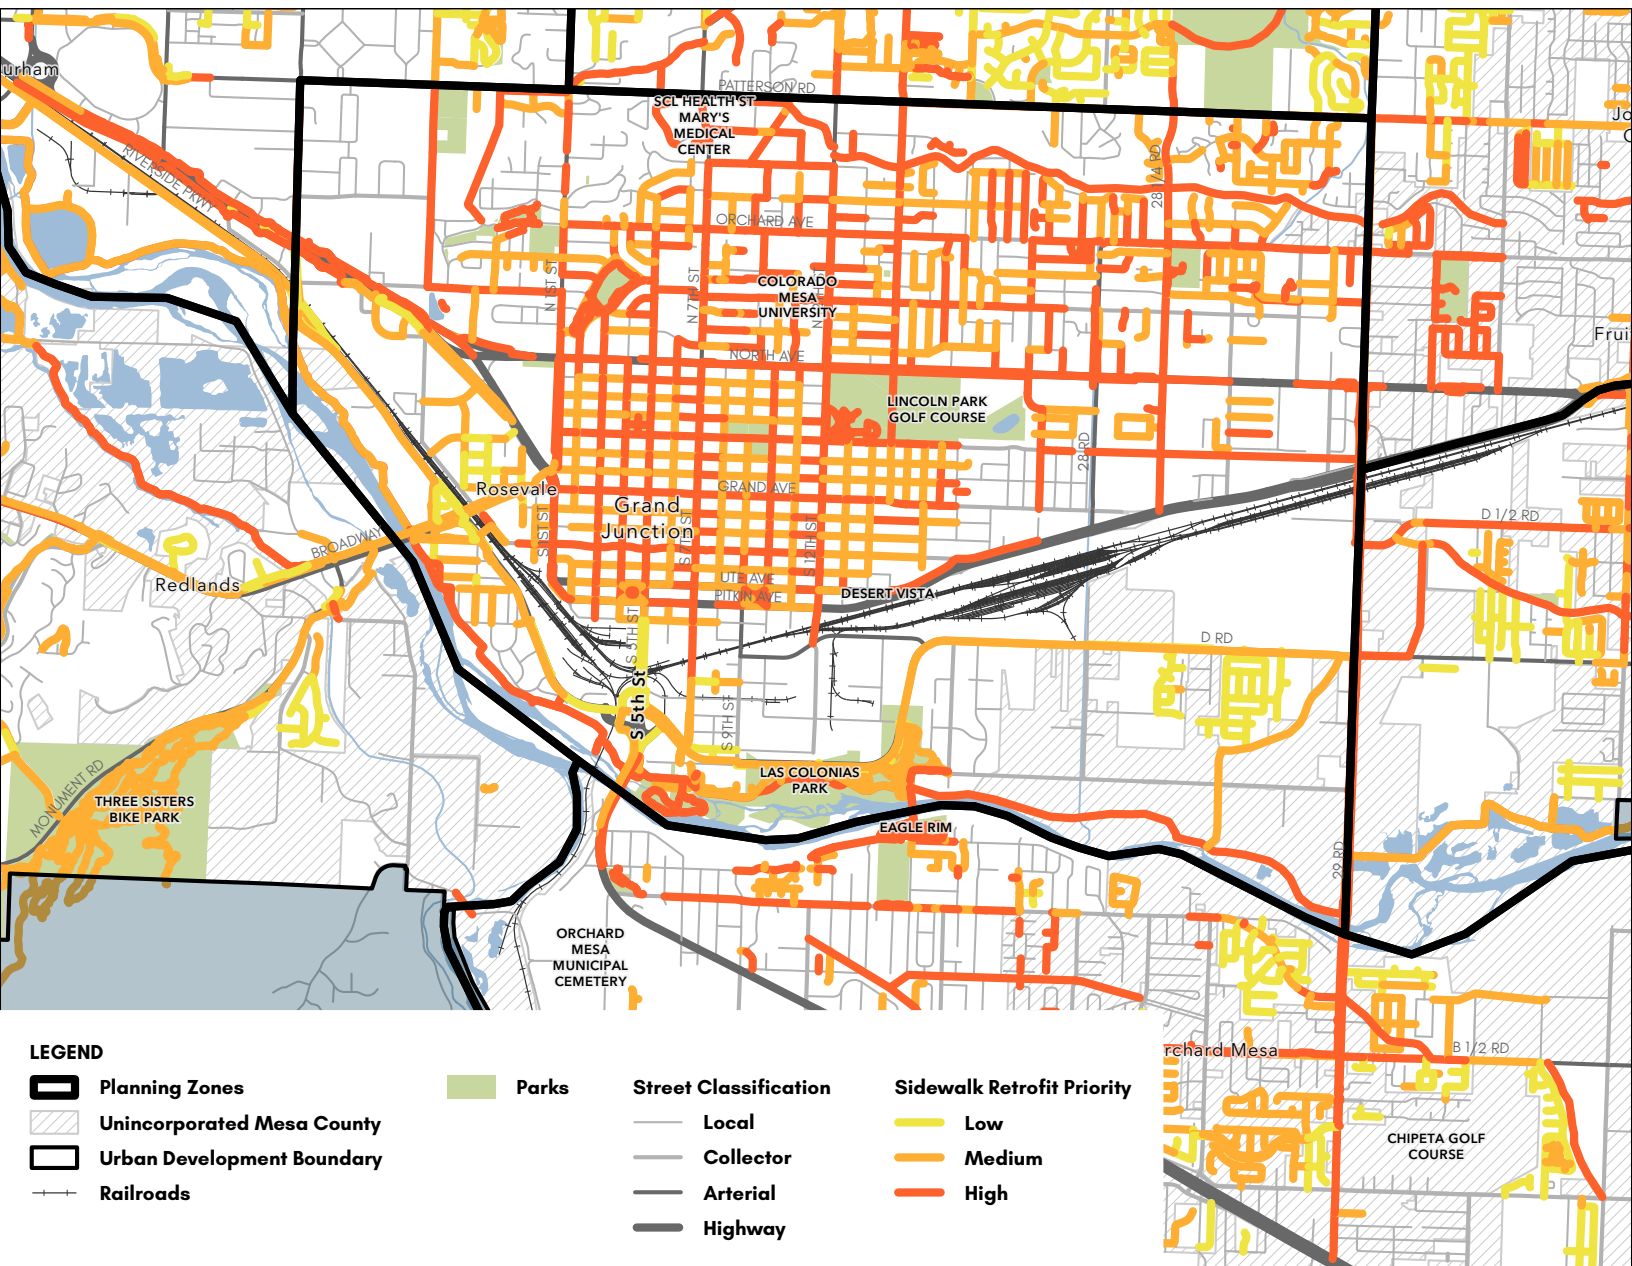 urham
PATTERSON RD
SCL HEALTH ST
MARY'S
MEDICAL
CENTER
RIVERSIDE PKWY
28 1/4 RD
Jo
ORCHARD AVE
N 1ST ST
N 7TH ST
COLORADO
MESA
UNIVERSITY
NORTH AVE
Frui
LINCOLN PARK
GOLF COURSE
28 RD
Rosevale
GRAND AVE
Grand
Junction
S 1ST ST
S 7TH ST
S 12TH ST
D 1/2 RD
BROADWAY
Redlands
UTE AVE
PITKIN AVE
DESERT VISTA
S 5TH ST
D RD
S 5th St
S 9TH ST
MONUMENT RD
THREE SISTERS
BIKE PARK
LAS COLONIAS
PARK
EAGLE RIM
29 RD
ORCHARD
MESA
MUNICIPAL
CEMETERY
rchard Mesa
B 1/2 RD
CHIPETA GOLF
COURSE
LEGEND
Planning Zones
Unincorporated Mesa County
Urban Development Boundary
Railroads
Parks
Street Classification
Local
Collector
Arterial
Highway
Sidewalk Retrofit Priority
Low
Medium
High